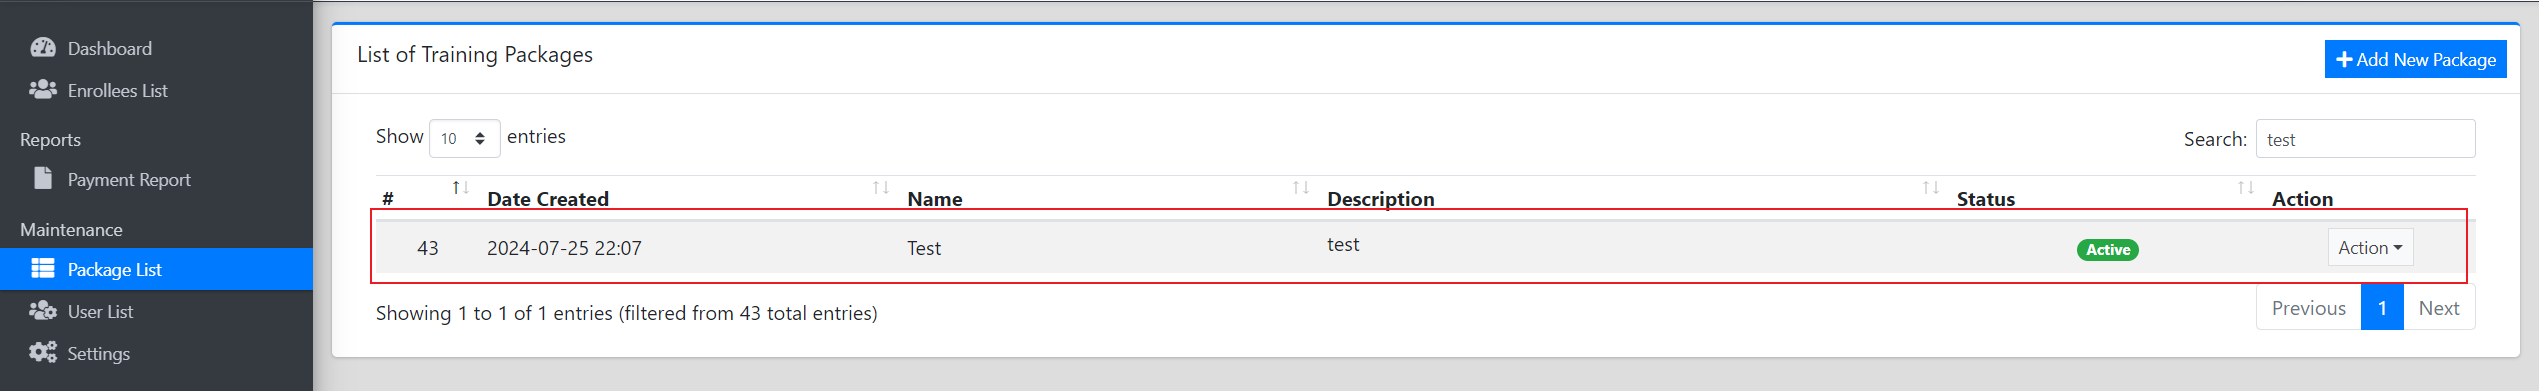 Dashboard
Enrollees List
Reports
Payment Report
Maintenance
Package List
User List
Settings
List of Training Packages
Add New Package
Show 10 entries
Search: test
# Date Created Name Description Status Action
43 2024-07-25 22:07 Test test Active Action
Showing 1 to 1 of 1 entries (filtered from 43 total entries)
Previous 1 Next